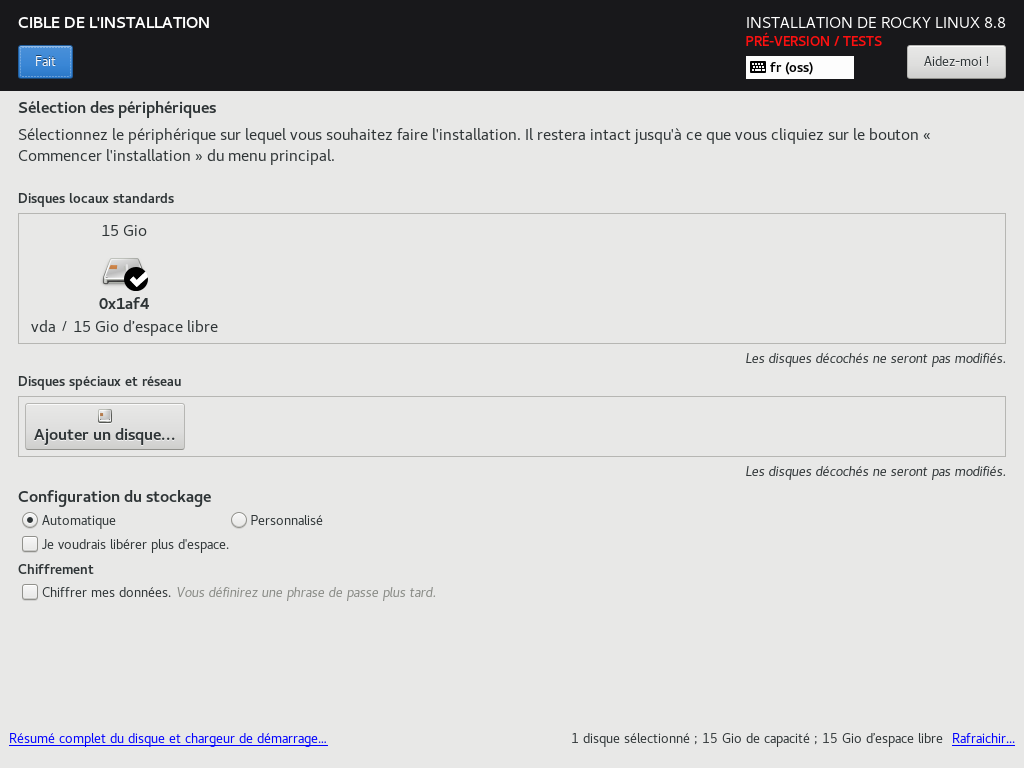 CIBLE DE L'INSTALLATION
INSTALLATION DE ROCKY LINUX 8.8
PRÉ-VERSION / TESTS
Fait
fr (oss)
Aidez-moi !
Sélection des périphériques
Sélectionnez le périphérique sur lequel vous souhaitez faire l'installation. Il restera intact jusqu'à ce que vous cliquiez sur le bouton «
Commencer l'installation » du menu principal.
Disques locaux standards
15 Gio
0x1af4
vda / 15 Gio d'espace libre
Les disques décochés ne seront pas modifiés.
Disques spéciaux et réseau
Ajouter un disque...
Les disques décochés ne seront pas modifiés.
Configuration du stockage
Automatique
Personnalisé
Je voudrais libérer plus d'espace.
Chiffrement
Chiffrer mes données. Vous définirez une phrase de passe plus tard.
Résumé complet du disque et chargeur de démarrage...
1 disque sélectionné ; 15 Gio de capacité ; 15 Gio d'espace libre
Rafraichir...